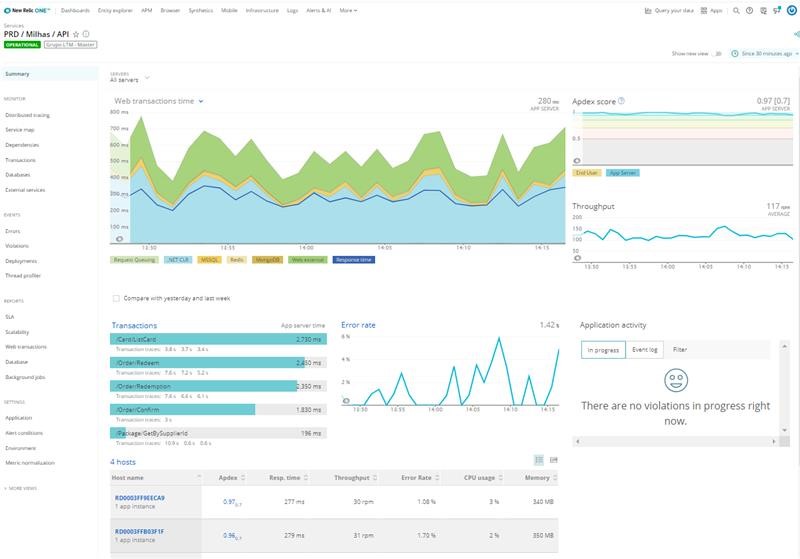 New Relic ONE™
Dashboards Entity explorer APM Browser Synthetics Mobile Infrastructure Logs Alerts & AI More
Query your data Apps
Services
PRD / Milhas / API
OPERATIONAL Grupo LTM - Master
Show new view
Since 30 minutes ago
Summary
MONITOR
Distributed tracing
Service map
Dependencies
Transactions
Databases
External services
EVENTS
Errors
Violations
Deployments
Thread profiler
REPORTS
SLA
Scalability
Web transactions
Database
Background jobs
SETTINGS
Application
Alert conditions
Environment
Metric normalization
+ MORE VIEWS
SERVERS
All servers
Web transactions time
280 ms
APP SERVER
800 ms
700 ms
600 ms
500 ms
400 ms
300 ms
200 ms
100 ms
13:50 13:55 14:00 14:05 14:10 14:15
Request Queuing .NET CLR MSSQL Redis MongoDB Web external Response time
Compare with yesterday and last week
Apdex score
0.97 [0.7]
APP SERVER
1
0.5
End User App Server
Throughput
117 rpm
AVERAGE
200
150
100
50
13:50 13:55 14:00 14:05 14:10 14:15
Transactions
App server time
/Card/ListCard 2,730 ms
Transaction traces: 3.8 s 3.7 s 3.4 s
/Order/Redeem 2,450 ms
Transaction traces: 7.6 s 7.2 s 5.2 s
/Order/Redemption 2,350 ms
Transaction traces: 7.6 s 6.6 s 6.1 s
/Order/Confirm 1,830 ms
Transaction traces: 3 s
/Package/GetBySupplierId 196 ms
Transaction traces: 10.9 s 0.6 s 0.6 s
Error rate
1.42 %
6 %
4 %
2 %
13:50 13:55 14:00 14:05 14:10 14:15
Application activity
In progress Event log Filter
There are no violations in progress right
now.
4 hosts
Host name Apdex Resp. time Throughput Error Rate CPU usage Memory
RD0003FF9EECA9 0.97 0.7 277 ms 30 rpm 1.08 % 3 % 340 MB
1 app instance
RD0003FFB03F1F 0.96 0.7 279 ms 31 rpm 1.70 % 2 % 350 MB
1 app instance